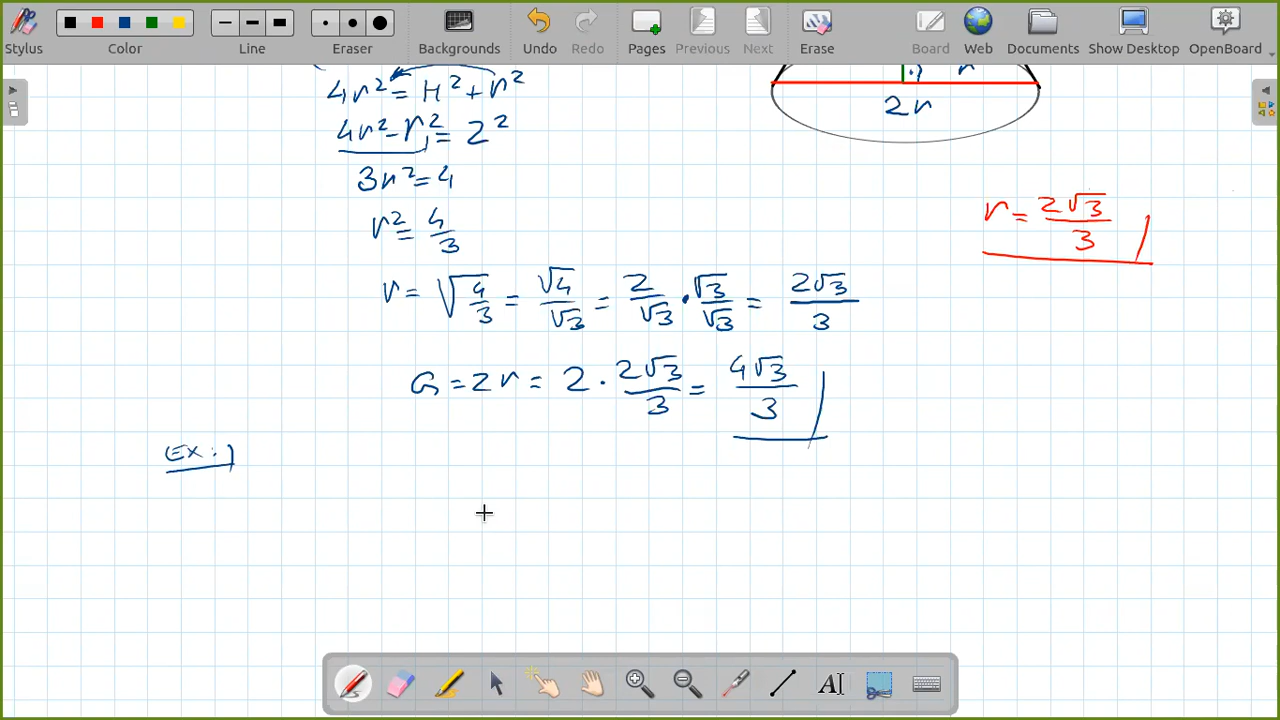 Stylus Color Line Eraser Backgrounds Undo Redo Pages Previous Next Erase Board Web Documents Show Desktop OpenBoard
4r² = H² + r²
4r² - r² = 2²
3r² = 4
r² = 4/3
r = √(4/3) = √4/√3 = 2/√3 · √3/√3 = 2√3/3
G = 2r = 2 · 2√3/3 = 4√3/3
EX:
r
2r
r = 2√3/3
AI